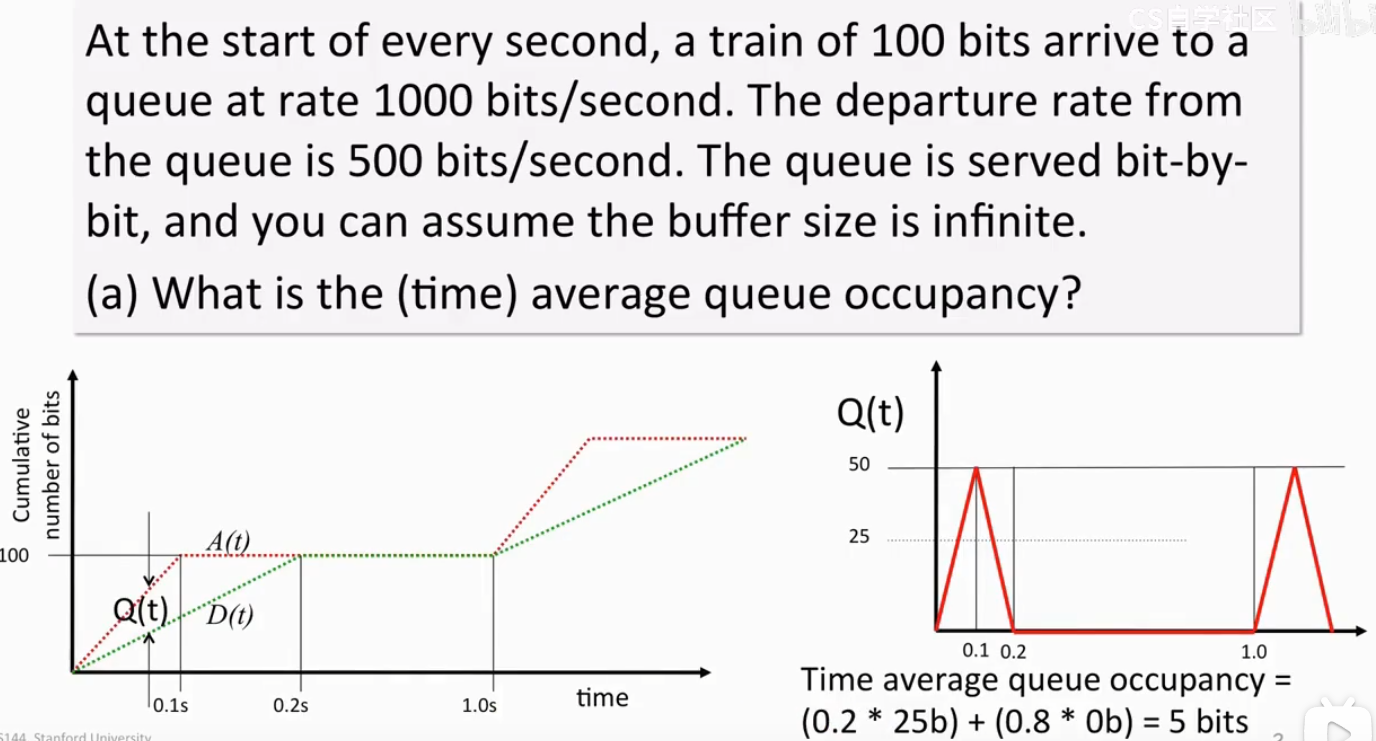 CS自学社区 bilibili
At the start of every second, a train of 100 bits arrive to a
queue at rate 1000 bits/second. The departure rate from
the queue is 500 bits/second. The queue is served bit-by-
bit, and you can assume the buffer size is infinite.
(a) What is the (time) average queue occupancy?
Cumulative
number of bits
100
A(t)
Q(t)
D(t)
0.1s
0.2s
1.0s
time
Q(t)
50
25
0.1
0.2
1.0
Time average queue occupancy =
(0.2 * 25b) + (0.8 * 0b) = 5 bits
S144, Stanford University